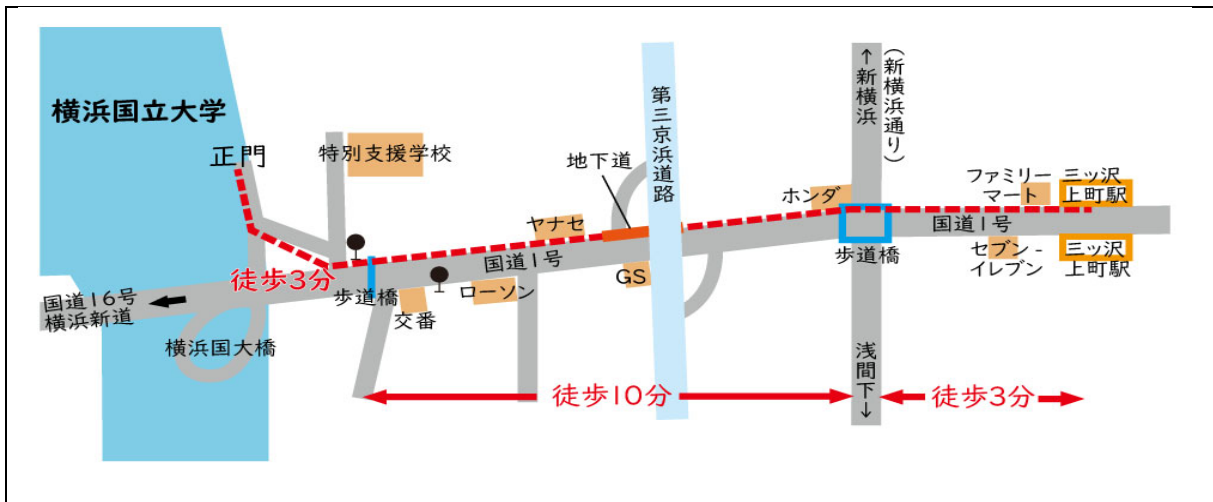 横浜国立大学
正門
特別支援学校
徒歩3分
国道16号
横浜新道
横浜国大橋
歩道橋
交番
ローソン
国道1号
ヤナセ
地下道
GS
第三京浜道路
ホンダ
↑新横浜
(新横浜通り)
歩道橋
浅間下↓
ファミリー
マート
三ッ沢
上町駅
国道1号
セブン-
イレブン
三ッ沢
上町駅
徒歩10分
徒歩3分